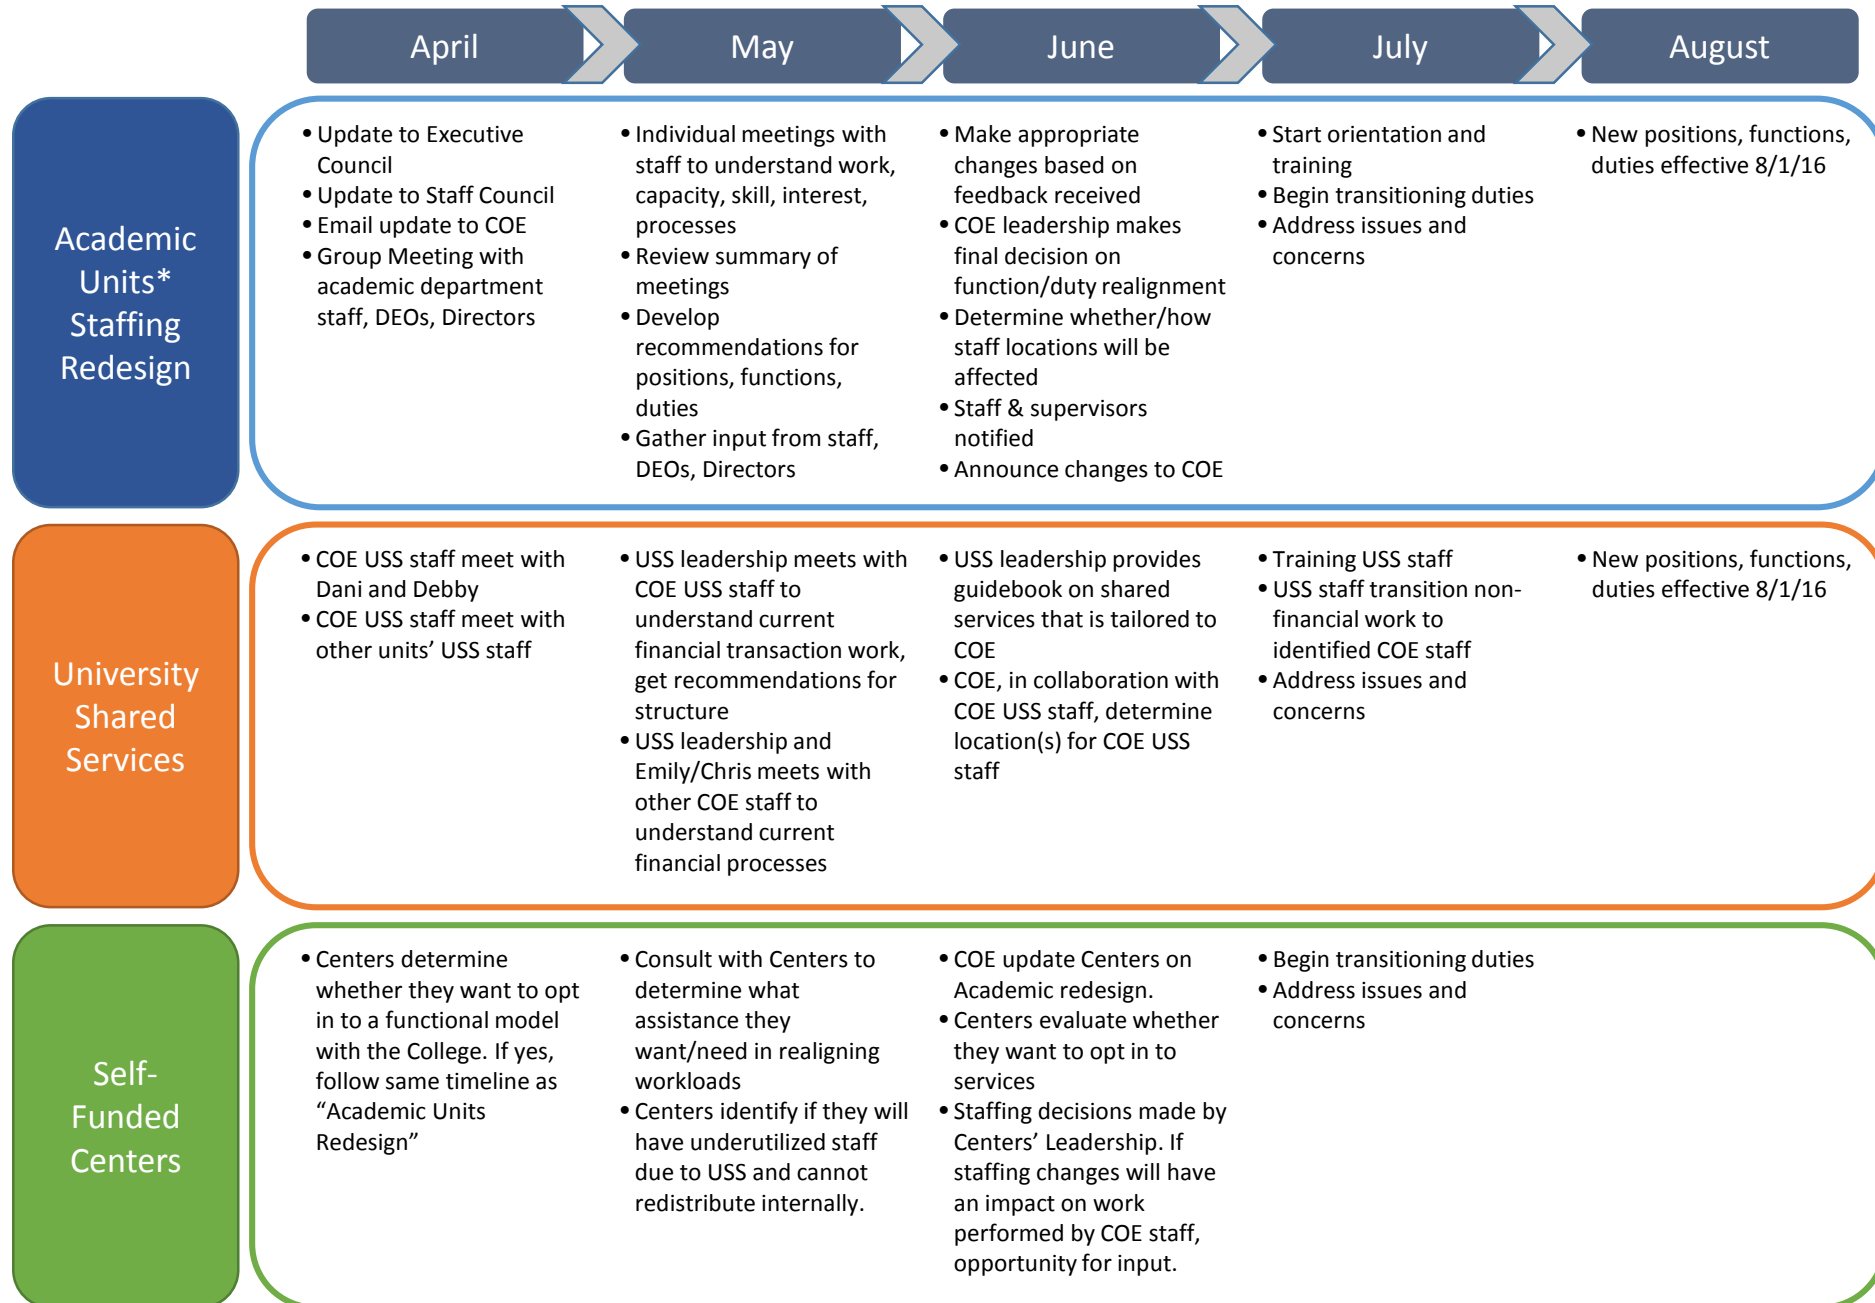 April
May
June
July
August
Academic
Units*
Staffing
Redesign
• Update to Executive
Council
• Update to Staff Council
• Email update to COE
• Group Meeting with
academic department
staff, DEOs, Directors
• Individual meetings with
staff to understand work,
capacity, skill, interest,
processes
• Review summary of
meetings
• Develop
recommendations for
positions, functions,
duties
• Gather input from staff,
DEOs, Directors
• Make appropriate
changes based on
feedback received
• COE leadership makes
final decision on
function/duty realignment
• Determine whether/how
staff locations will be
affected
• Staff & supervisors
notified
• Announce changes to COE
• Start orientation and
training
• Begin transitioning duties
• Address issues and
concerns
• New positions, functions,
duties effective 8/1/16
University
Shared
Services
• COE USS staff meet with
Dani and Debby
• COE USS staff meet with
other units’ USS staff
• USS leadership meets with
COE USS staff to
understand current
financial transaction work,
get recommendations for
structure
• USS leadership and
Emily/Chris meets with
other COE staff to
understand current
financial processes
• USS leadership provides
guidebook on shared
services that is tailored to
COE
• COE, in collaboration with
COE USS staff, determine
location(s) for COE USS
staff
• Training USS staff
• USS staff transition non-
financial work to
identified COE staff
• Address issues and
concerns
• New positions, functions,
duties effective 8/1/16
Self-
Funded
Centers
• Centers determine
whether they want to opt
in to a functional model
with the College. If yes,
follow same timeline as
“Academic Units
Redesign”
• Consult with Centers to
determine what
assistance they
want/need in realigning
workloads
• Centers identify if they will
have underutilized staff
due to USS and cannot
redistribute internally.
• COE update Centers on
Academic redesign.
• Centers evaluate whether
they want to opt in to
services
• Staffing decisions made by
Centers’ Leadership. If
staffing changes will have
an impact on work
performed by COE staff,
opportunity for input.
• Begin transitioning duties
• Address issues and
concerns